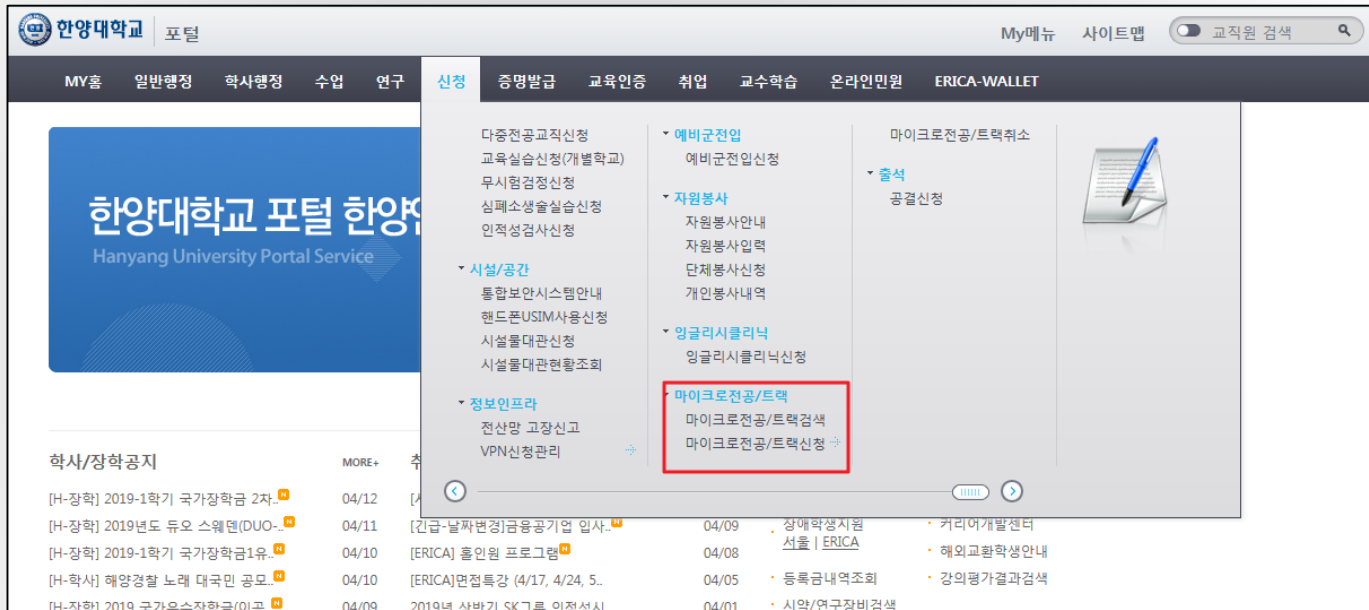 한양대학교 포털
My메뉴 사이트맵 교직원 검색
MY홈 일반행정 학사행정 수업 연구 신청 증명발급 교육인증 취업 교수학습 온라인민원 ERICA-WALLET
한양대학교 포털 한양
Hanyang University Portal Service
다중전공교직신청
교육실습신청(개별학교)
무시험검정신청
심폐소생술실습신청
인적성검사신청
시설/공간
통합보안시스템안내
핸드폰USIM사용신청
시설물대관신청
시설물대관현황조회
정보인프라
전산망 고장신고
VPN신청관리
예비군전입
예비군전입신청
자원봉사
자원봉사안내
자원봉사입력
단체봉사신청
개인봉사내역
잉글리시클리닉
잉글리시클리닉신청
마이크로전공/트랙
마이크로전공/트랙검색
마이크로전공/트랙신청
마이크로전공/트랙취소
출석
공결신청
학사/장학공지 MORE+
[H-장학] 2019-1학기 국가장학금 2차.. N 04/12
[H-장학] 2019년도 듀오 스웨덴(DUO-.. N 04/11
[H-장학] 2019-1학기 국가장학금1유.. N 04/10
[H-학사] 해양경찰 노래 대국민 공모.. N 04/10
[H-장학] 2019 국가우수장학금(이공 N 04/09
[긴급-날짜변경]금융공기업 입사.. N 04/09
[ERICA] 홈인원 프로그램 N 04/08
[ERICA]면접특강 (4/17, 4/24, 5.. 04/05
2019년 상반기 SK그룹 인적성시 04/01
장애학생지원
서울 | ERICA
등록금내역조회
시약/연구장비검색
커리어개발센터
해외교환학생안내
강의평가결과검색